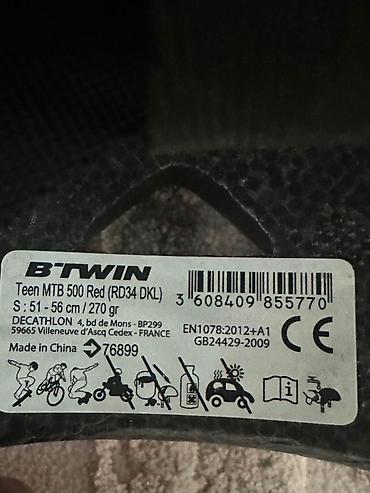 B'TWIN
Teen MTB 500 Red (RD34 DKL)
S : 51 - 56 cm / 270 gr
DECATHLON 4, bd de Mons - BP299
59665 Villeneuve d'Ascq Cedex - FRANCE
Made in China 76899
3 608409 855770
EN1078:2012+A1
GB24429-2009
CE
i